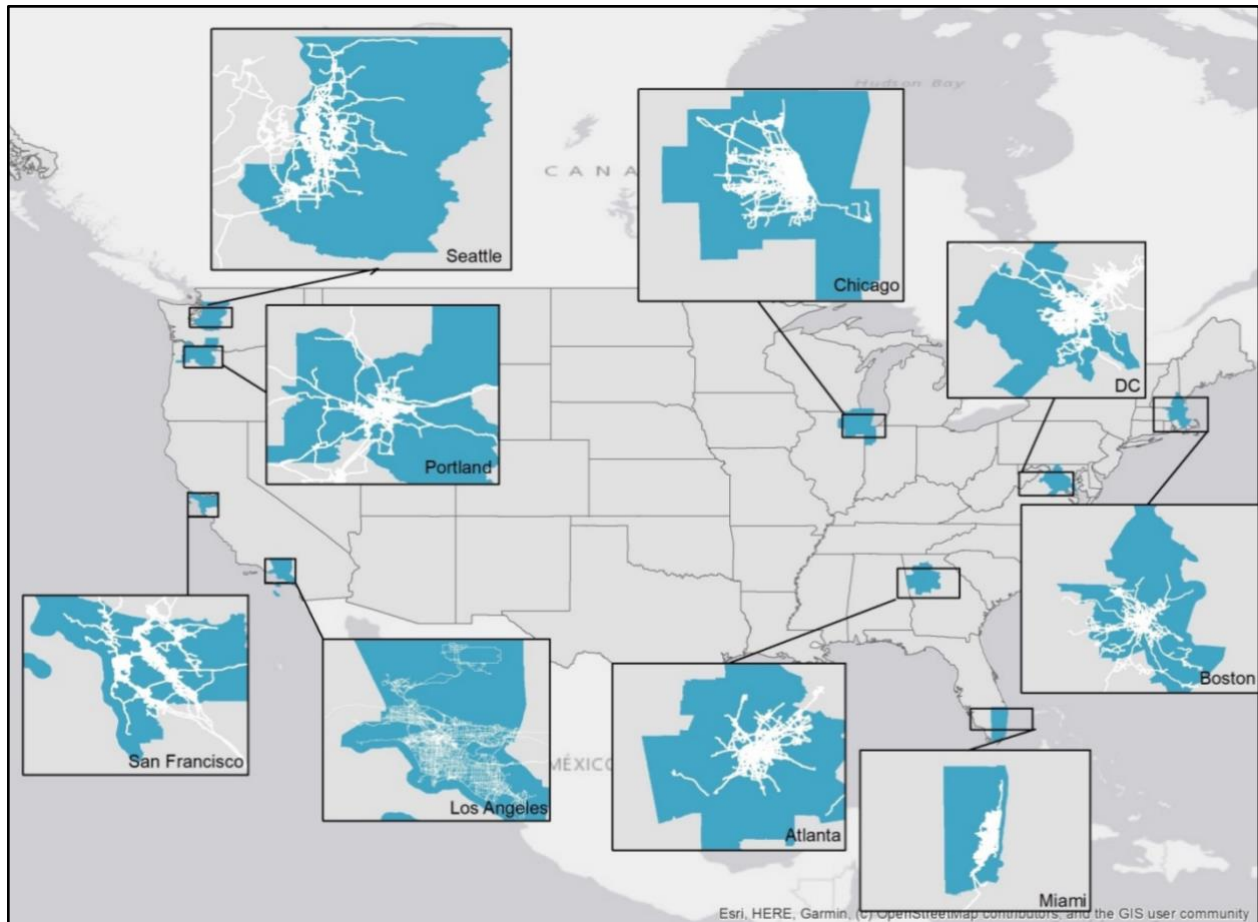 Hudson Bay
CANA
Seattle
Chicago
DC
Portland
Boston
San Francisco
Los Angeles
MÉXICO
Atlanta
Miami
Esri, HERE, Garmin, (c) OpenStreetMap contributors, and the GIS user community